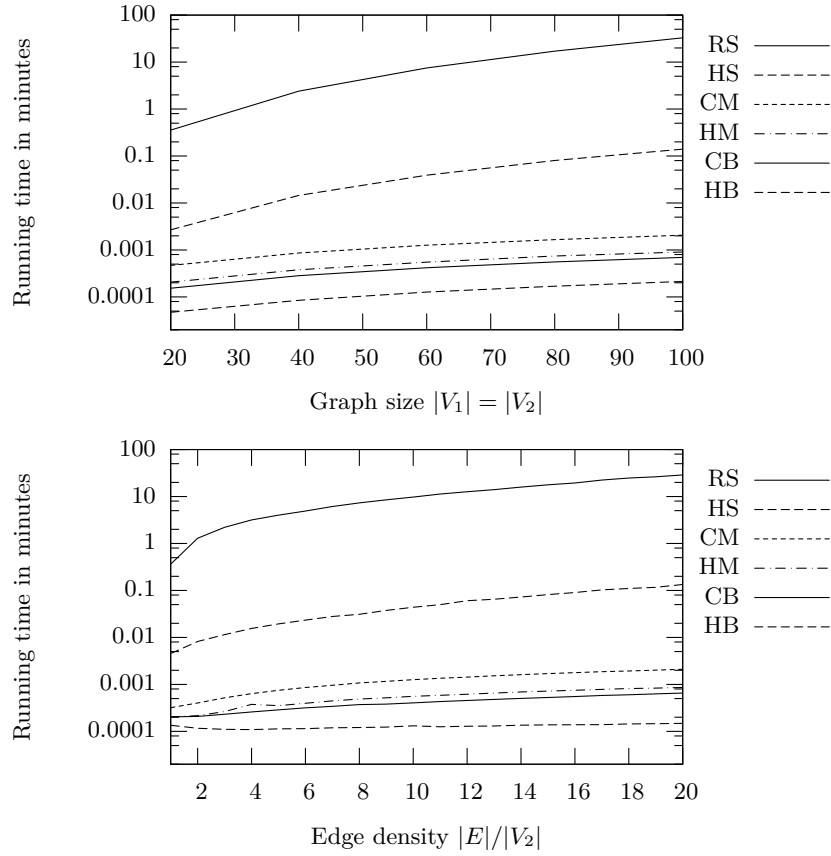 Running time in minutes
100
10
1
0.1
0.01
0.001
0.0001
20 30 40 50 60 70 80 90 100
Graph size |V1| = |V2|
RS
HS
CM
HM
CB
HB
Running time in minutes
100
10
1
0.1
0.01
0.001
0.0001
2 4 6 8 10 12 14 16 18 20
Edge density |E|/|V2|
RS
HS
CM
HM
CB
HB